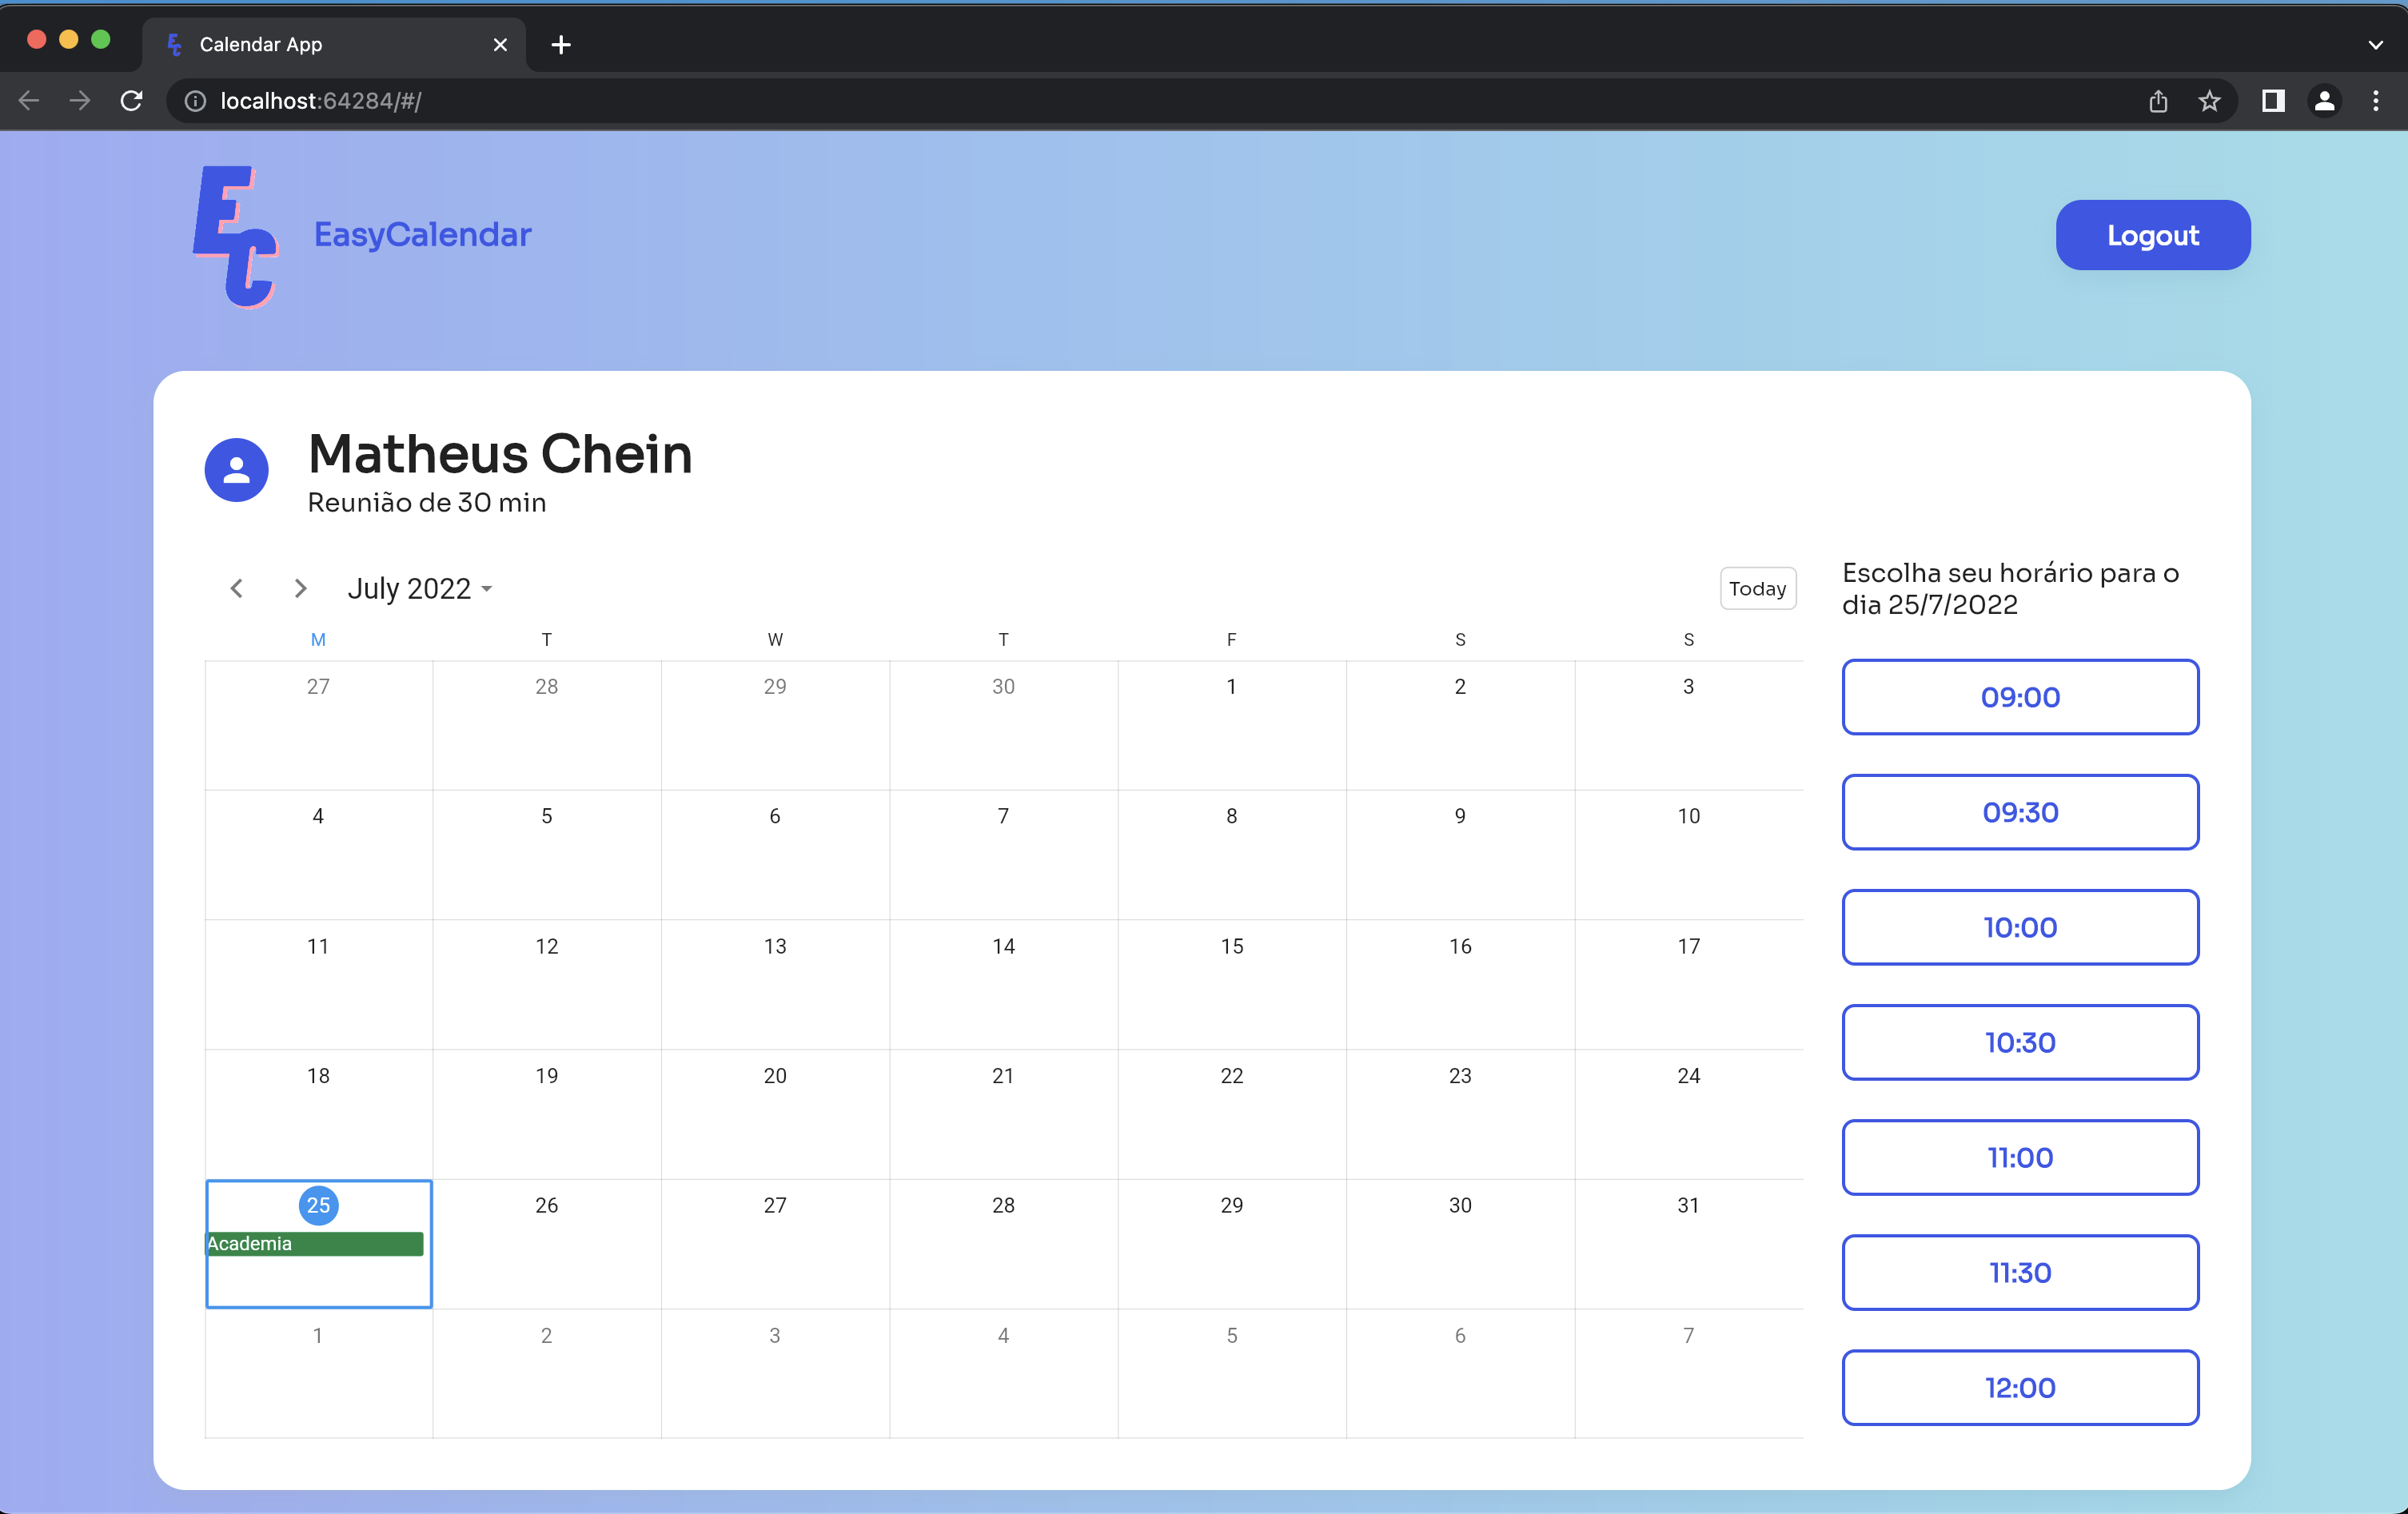 Calendar App
localhost:64284/#/
EC
EasyCalendar
Logout
Matheus Chein
Reunião de 30 min
July 2022
Today
M T W T F S S
27 28 29 30 1 2 3
4 5 6 7 8 9 10
11 12 13 14 15 16 17
18 19 20 21 22 23 24
25 26 27 28 29 30 31
Academia
1 2 3 4 5 6 7
Escolha seu horário para o
dia 25/7/2022
09:00
09:30
10:00
10:30
11:00
11:30
12:00